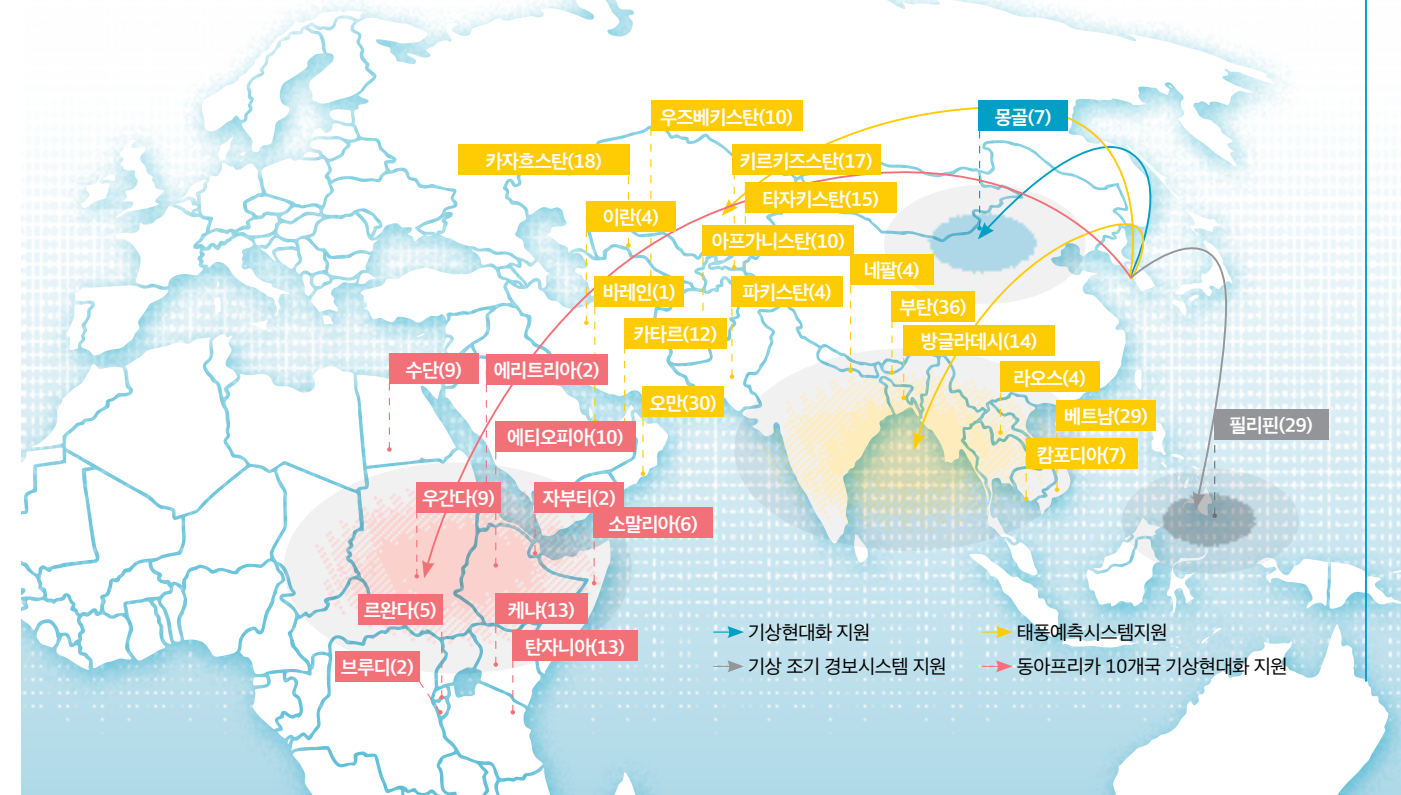 우즈베키스탄(10)
몽골(7)
카자흐스탄(18)
키르키즈스탄(17)
타자키스탄(15)
이란(4)
아프가니스탄(10)
네팔(4)
바레인(1)
파키스탄(4)
부탄(36)
카타르(12)
방글라데시(14)
수단(9)
에리트리아(2)
라오스(4)
오만(30)
베트남(29)
필리핀(29)
에티오피아(10)
캄포디아(7)
우간다(9)
자부티(2)
소말리아(6)
르완다(5)
케냐(13)
탄자니아(13)
브루디(2)
기상현대화 지원
태풍예측시스템지원
기상 조기 경보시스템 지원
동아프리카 10개국 기상현대화 지원